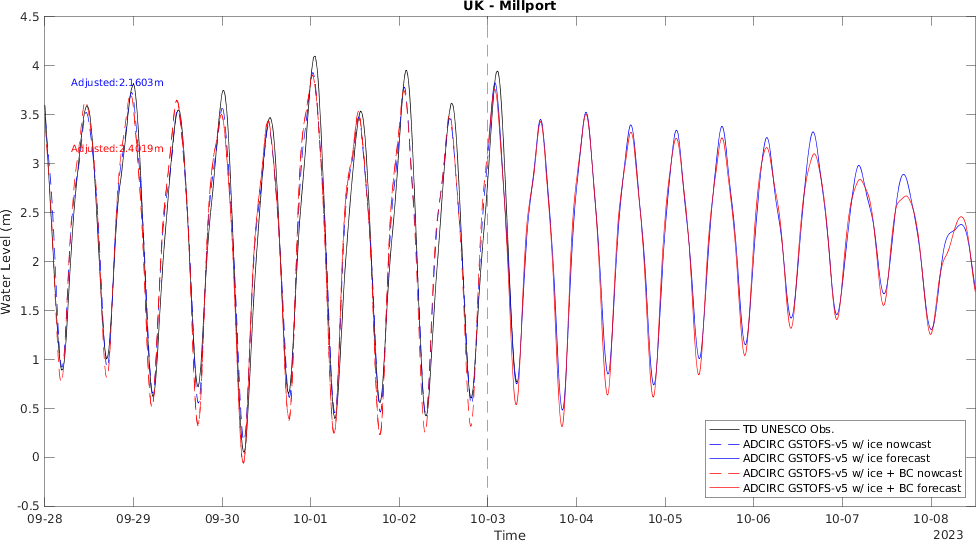 UK - Millport
4.5
4
3.5
3
2.5
2
1.5
1
0.5
0
-0.5
Water Level (m)
Adjusted:2.1603m
Adjusted:2.4019m
TD UNESCO Obs.
ADCIRC GSTOFS-v5 w/ ice nowcast
ADCIRC GSTOFS-v5 w/ ice forecast
ADCIRC GSTOFS-v5 w/ ice + BC nowcast
ADCIRC GSTOFS-v5 w/ ice + BC forecast
09-28 09-29 09-30 10-01 10-02 10-03 10-04 10-05 10-06 10-07 10-08
Time
2023